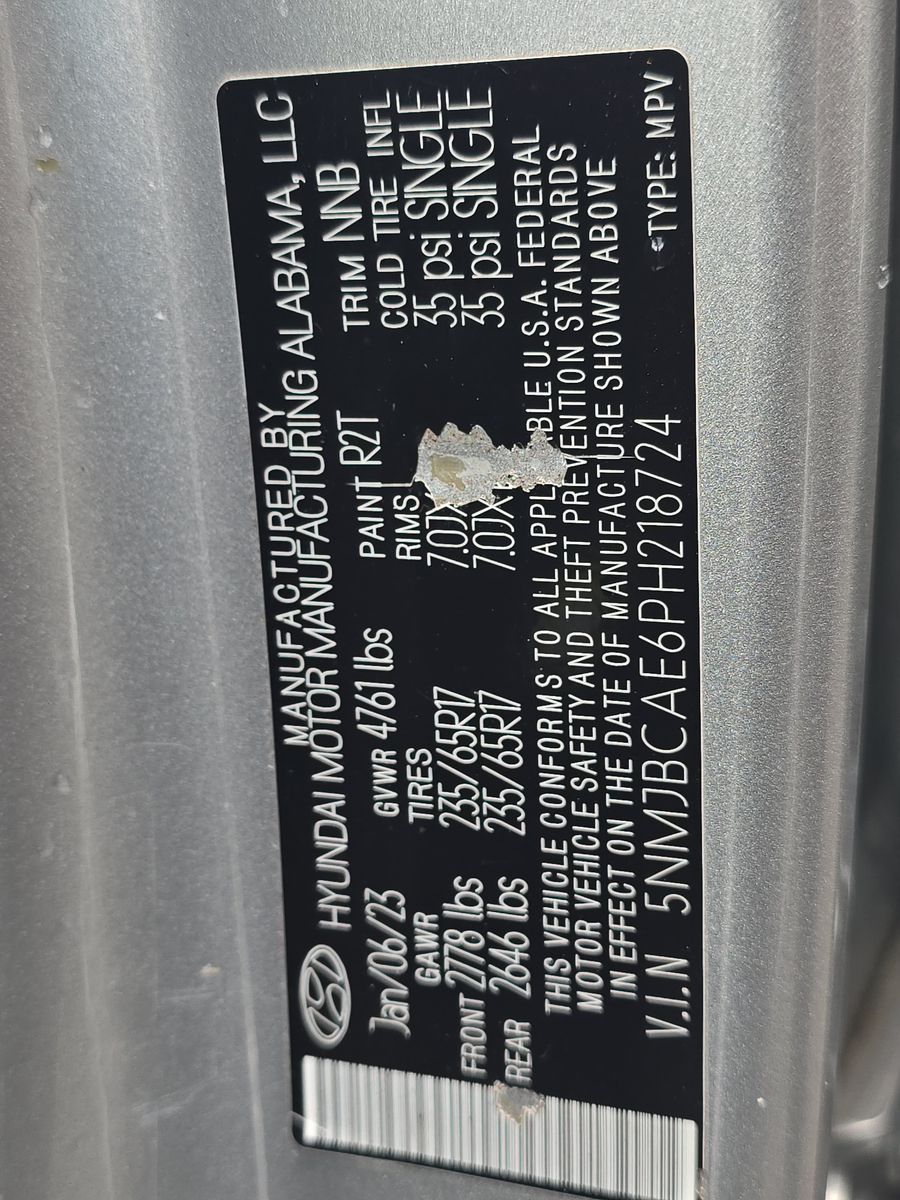 MANUFACTURED BY
HYUNDAI MOTOR MANUFACTURING ALABAMA, LLC
Jan/06/23 GVWR 4761 lbs PAINT R2T TRIM NNB
GAWR TIRES RIMS COLD TIRE INFL
FRONT 2778 lbs 235/65R17 7.0JX 35 psi SINGLE
REAR 2646 lbs 235/65R17 7.0JX 35 psi SINGLE
THIS VEHICLE CONFORMS TO ALL APPL BLE U.S.A. FEDERAL
MOTOR VEHICLE SAFETY AND THEFT PREVENTION STANDARDS
IN EFFECT ON THE DATE OF MANUFACTURE SHOWN ABOVE
V.I.N 5NMJBCAE6PH218724 TYPE: MPV